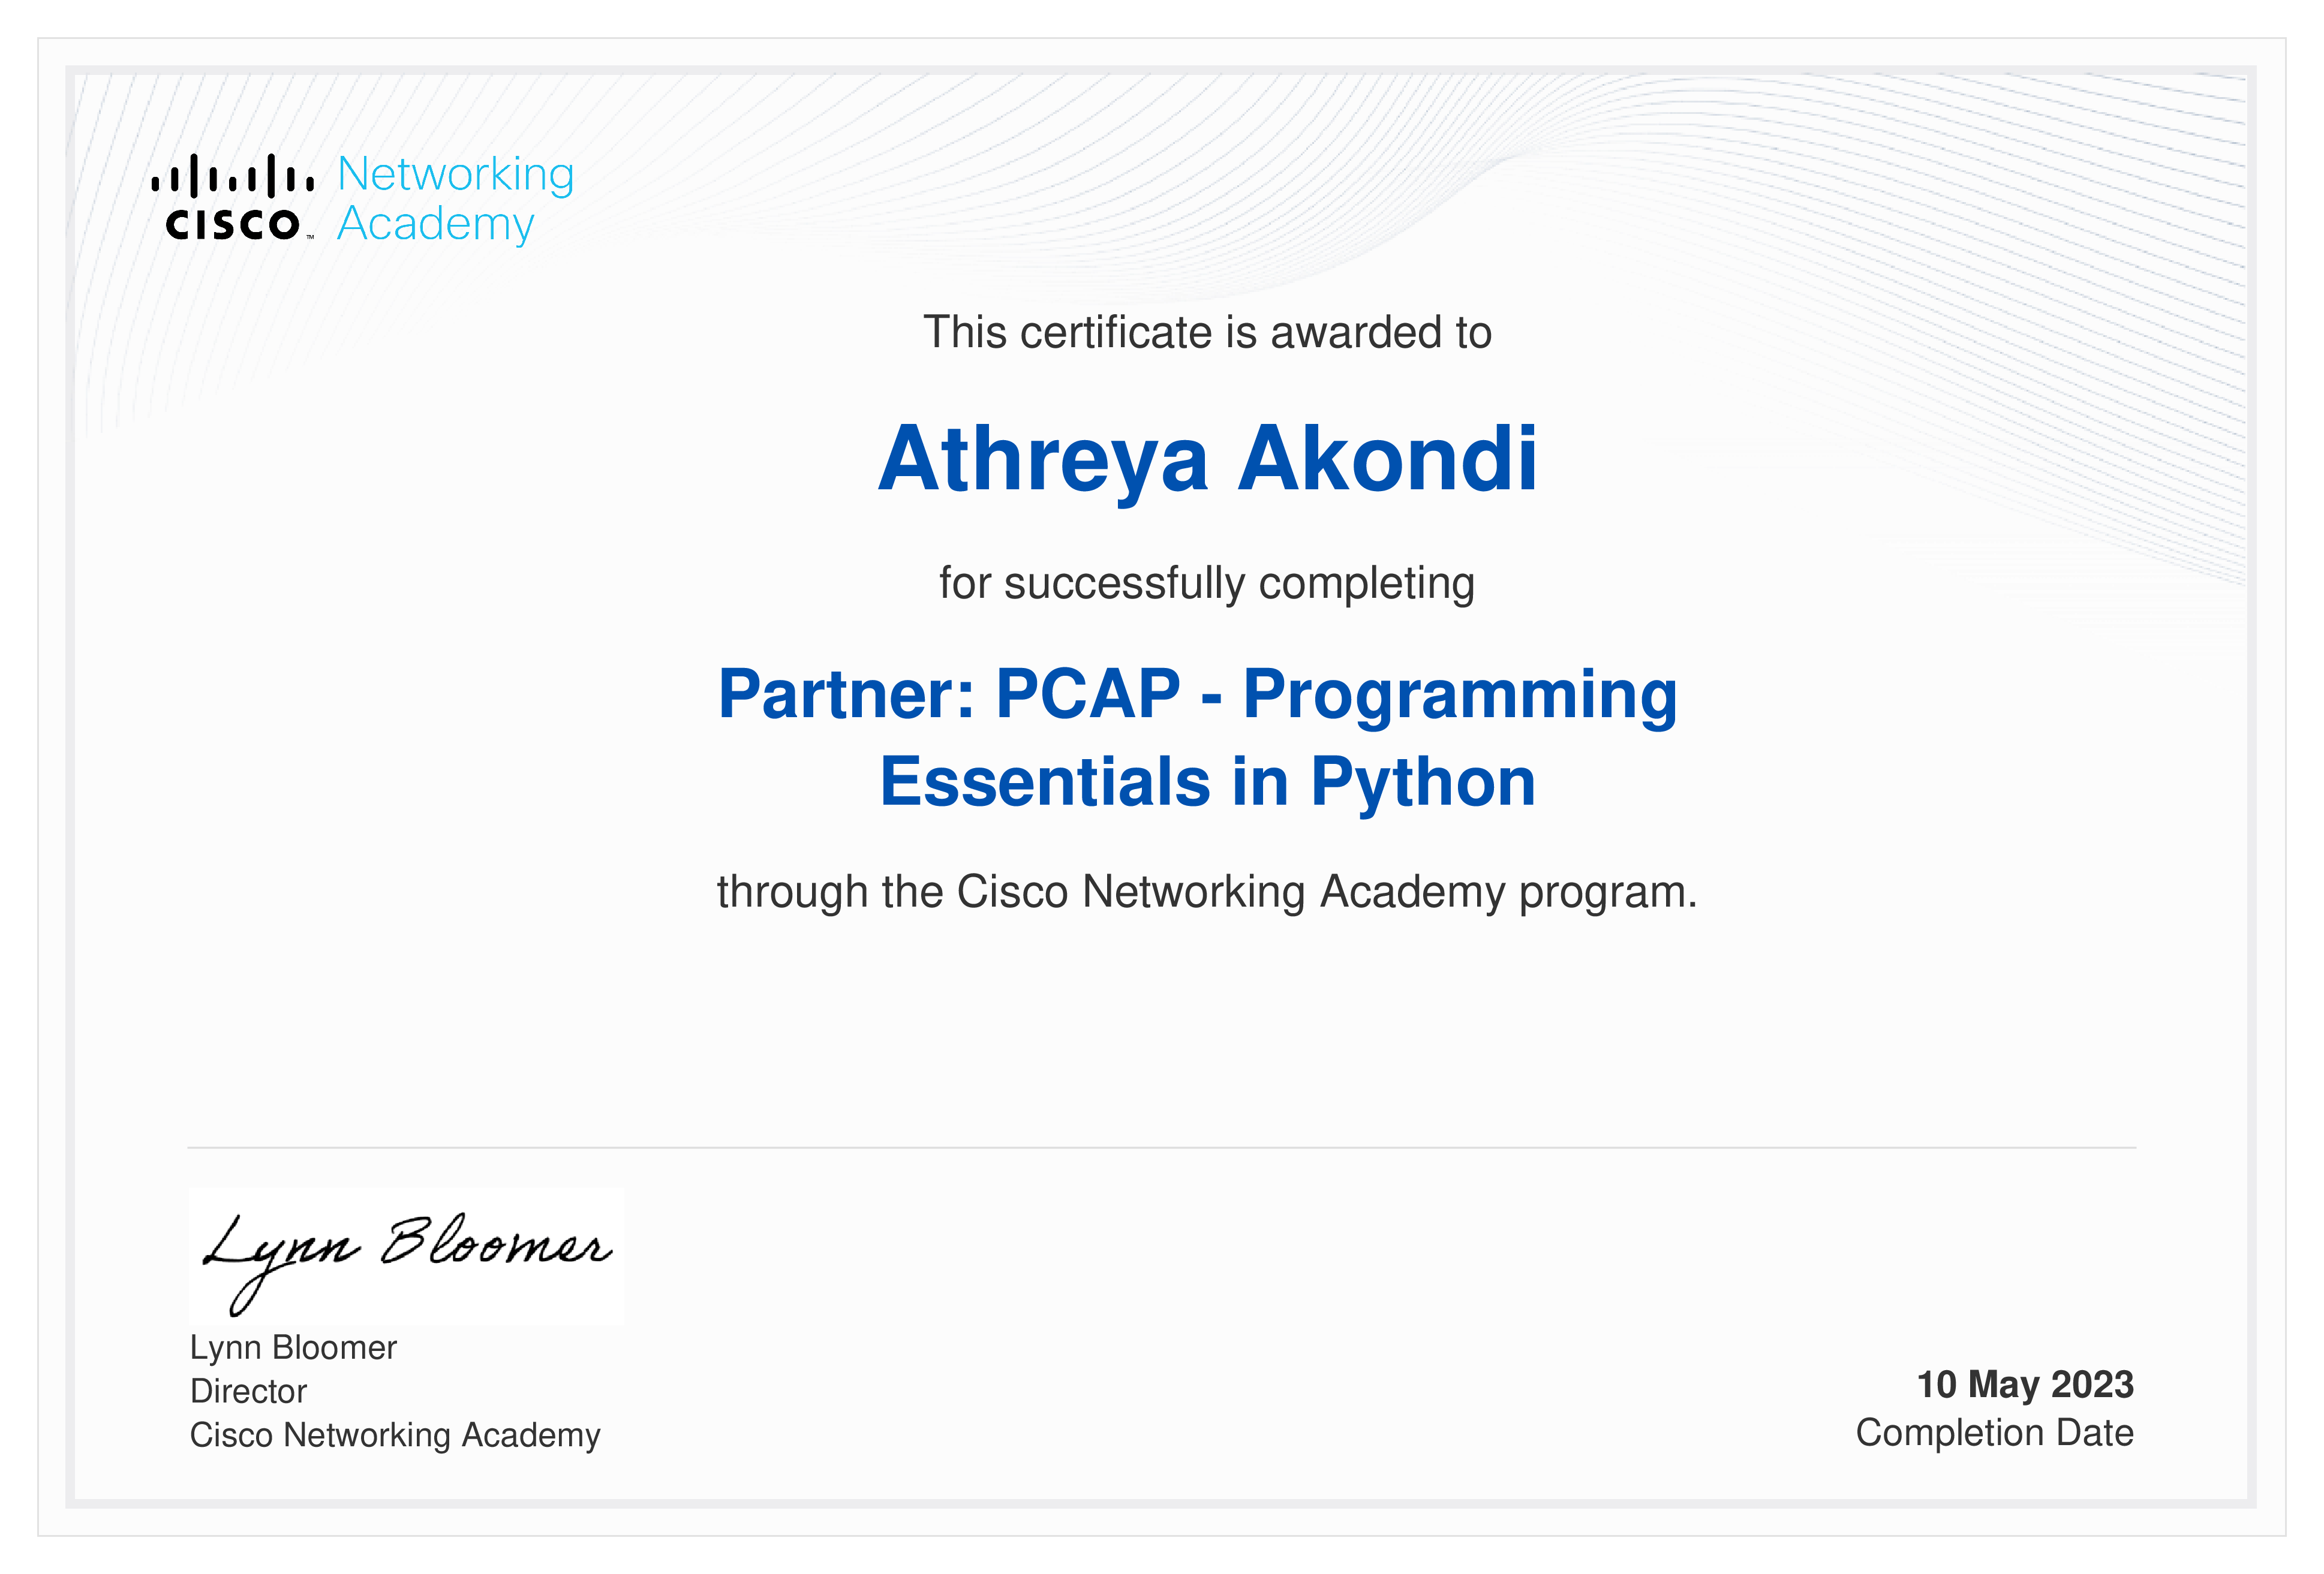 Networking
Academy
CISCO™
This certificate is awarded to
Athreya Akondi
for successfully completing
Partner: PCAP - Programming
Essentials in Python
through the Cisco Networking Academy program.
Lynn Bloomer
Lynn Bloomer
Director
Cisco Networking Academy
10 May 2023
Completion Date